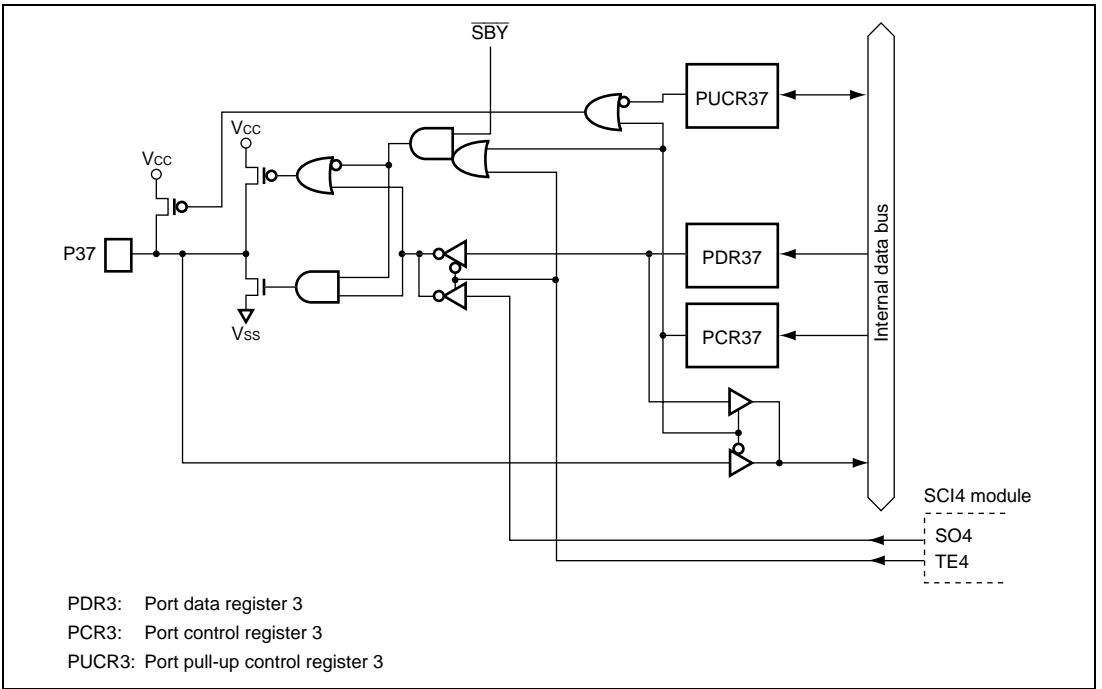 SBY
PUCR37
VCC
VCC
P37
PDR37
Internal data bus
PCR37
VSS
SCI4 module
SO4
TE4
PDR3: Port data register 3
PCR3: Port control register 3
PUCR3: Port pull-up control register 3